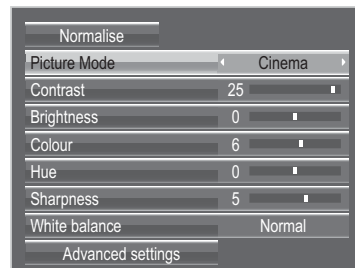 Normalise
Picture Mode Cinema
Contrast 25
Brightness 0
Colour 6
Hue 0
Sharpness 5
White balance Normal
Advanced settings